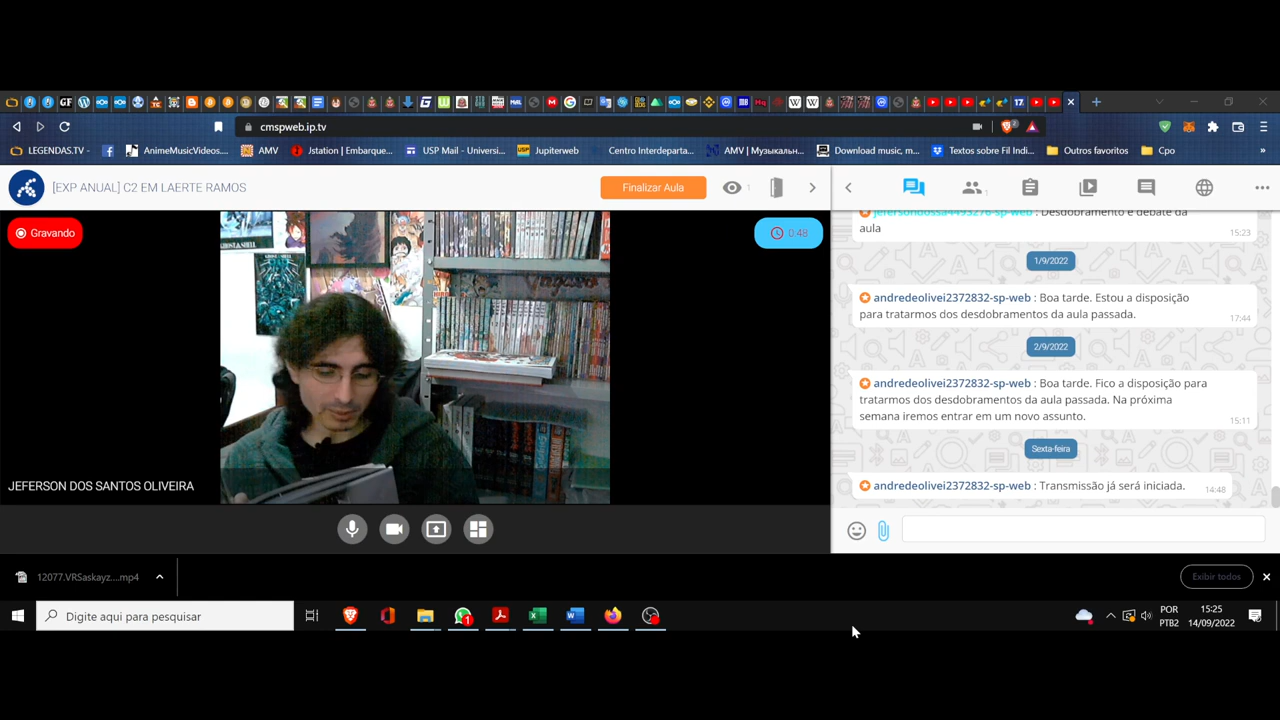 cmspweb.ip.tv
LEGENDAS.TV -
AnimeMusicVideos...
AMV
Jstation | Embarque...
USP Mail - Universi...
Jupiterweb
Centro Interdeparta...
AMV | Музыкальн...
Download music, m...
Textos sobre Fil Indi...
Outros favoritos
Cpo
»
[EXP ANUAL] C2 EM LAERTE RAMOS
Finalizar Aula
1
1
Gravando
0:48
JEFERSON DOS SANTOS OLIVEIRA
: Desdobramento e debate da
aula
15:23
1/9/2022
andredeolivei2372832-sp-web : Boa tarde. Estou a disposição
para tratarmos dos desdobramentos da aula passada.
17:44
2/9/2022
andredeolivei2372832-sp-web : Boa tarde. Fico a disposição para
tratarmos dos desdobramentos da aula passada. Na próxima
semana iremos entrar em um novo assunto.
15:11
Sexta-feira
andredeolivei2372832-sp-web : Transmissão já será iniciada.
14:48
12077.VRSaskayz....mp4
Exibir todos
Digite aqui para pesquisar
POR
PTB2
15:25
14/09/2022